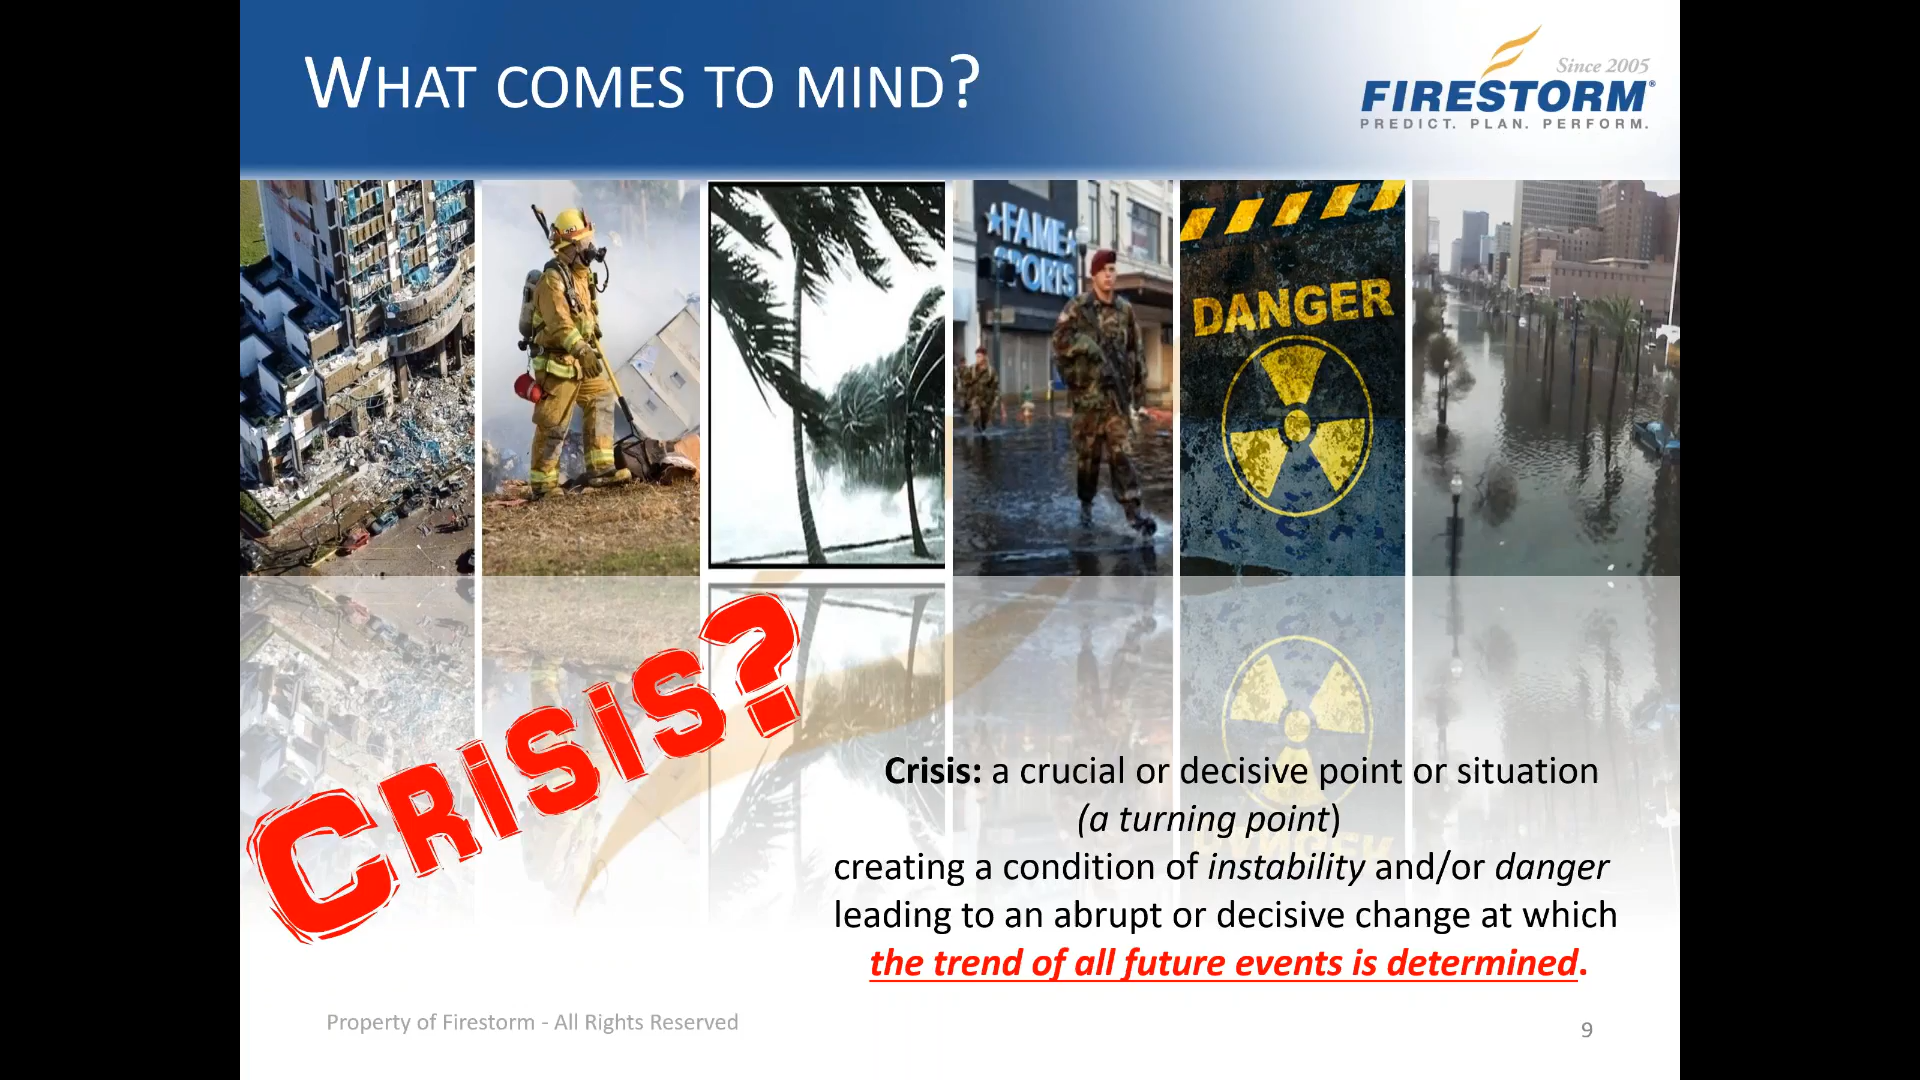 WHAT COMES TO MIND?
Since 2005
FIRESTORM®
PREDICT. PLAN. PERFORM.
FAME
SPORTS
DANGER
CRISIS?
Crisis: a crucial or decisive point or situation
(a turning point)
creating a condition of instability and/or danger
leading to an abrupt or decisive change at which
the trend of all future events is determined.
Property of Firestorm - All Rights Reserved
9